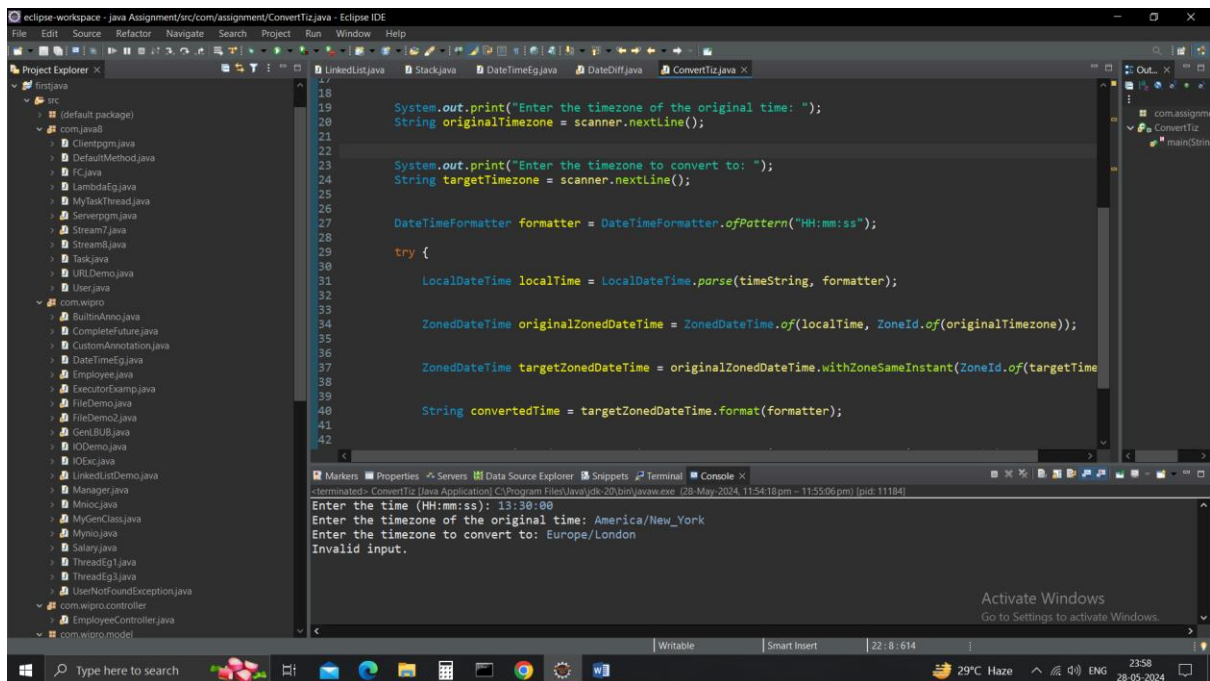 eclipse-workspace - java Assignment/src/com/assignment/ConvertTiz.java - Eclipse IDE
File Edit Source Refactor Navigate Search Project Run Window Help
Project Explorer
firstjava
src
(default package)
com.java8
Clientpgm.java
DefaultMethod.java
FC.java
LambdaEg.java
MyTaskThread.java
Serverpgm.java
Stream7.java
Stream8.java
Task.java
URLDemo.java
User.java
com.wipro
BuiltinAnno.java
CompleteFuture.java
CustomAnnotation.java
DateTimeEg.java
Employee.java
ExecutorExamp.java
FileDemo.java
FileDemo2.java
GenLBUB.java
IODemo.java
IOExc.java
LinkedListDemo.java
Manager.java
Mnioc.java
MyGenClass.java
Mynio.java
Salary.java
ThreadEg1.java
ThreadEg3.java
UserNotFoundException.java
com.wipro.controller
EmployeeController.java
com.wipro.model
LinkedList.java Stack.java DateTimeEg.java DateDiff.java ConvertTiz.java
17
18
19 System.out.print("Enter the timezone of the original time: ");
20 String originalTimezone = scanner.nextLine();
21
22
23 System.out.print("Enter the timezone to convert to: ");
24 String targetTimezone = scanner.nextLine();
25
26
27 DateTimeFormatter formatter = DateTimeFormatter.ofPattern("HH:mm:ss");
28
29 try {
30
31 LocalDateTime localTime = LocalDateTime.parse(timeString, formatter);
32
33
34 ZonedDateTime originalZonedDateTime = ZonedDateTime.of(localTime, ZoneId.of(originalTimezone));
35
36
37 ZonedDateTime targetZonedDateTime = originalZonedDateTime.withZoneSameInstant(ZoneId.of(targetTime
38
39
40 String convertedTime = targetZonedDateTime.format(formatter);
41
42
Out...
com.assignm
ConvertTiz
main(Strin
Markers Properties Servers Data Source Explorer Snippets Terminal Console
<terminated> ConvertTiz [Java Application] C:\Program Files\Java\jdk-20\bin\javaw.exe (28-May-2024, 11:54:18 pm – 11:55:06 pm) [pid: 11184]
Enter the time (HH:mm:ss): 13:30:00
Enter the timezone of the original time: America/New_York
Enter the timezone to convert to: Europe/London
Invalid input.
Activate Windows
Go to Settings to activate Windows.
Writable Smart Insert 22 : 8 : 614
Type here to search
29°C Haze ENG 23:58
28-05-2024